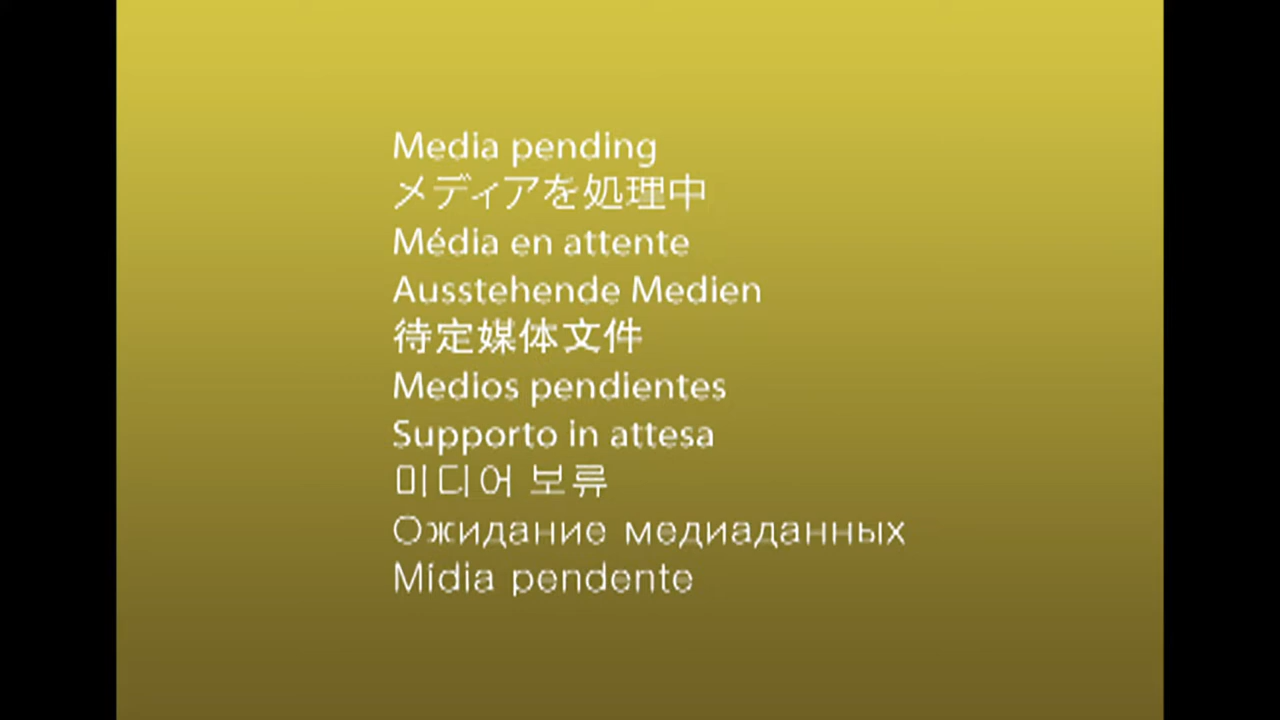 Media pending
メディアを処理中
Média en attente
Ausstehende Medien
待定媒体文件
Medios pendientes
Supporto in attesa
미디어 보류
Ожидание медиаданных
Mídia pendente